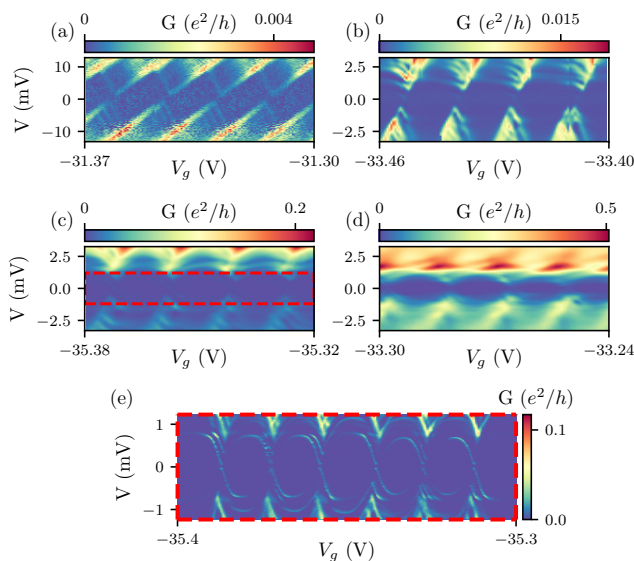 0 G (e²/h) 0.004
(a)
V (mV)
10
0
−10
−31.37 V_g (V) −31.30
0 G (e²/h) 0.015
(b)
2.5
0.0
−2.5
−33.46 V_g (V) −33.40
0 G (e²/h) 0.2
(c)
V (mV)
2.5
0.0
−2.5
−35.38 V_g (V) −35.32
0 G (e²/h) 0.5
(d)
2.5
0.0
−2.5
−33.30 V_g (V) −33.24
(e)
V (mV)
1
0
−1
−35.4 V_g (V) −35.3
G (e²/h)
0.1
0.0